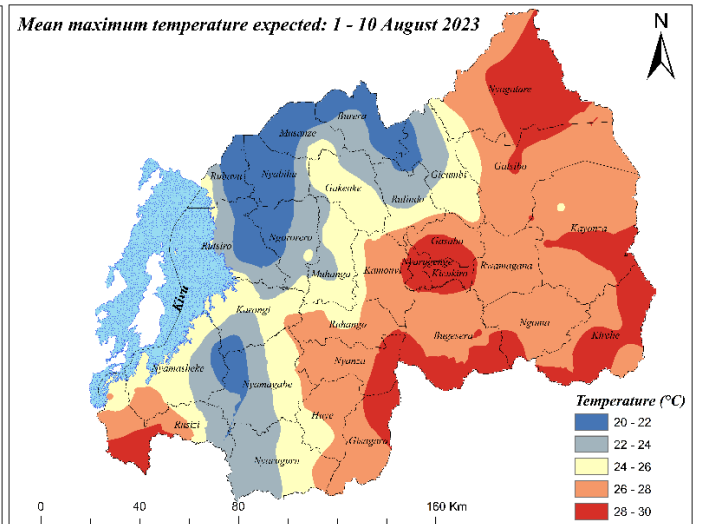 Mean maximum temperature expected: 1 - 10 August 2023
N
Nyagatare
Burera
Musanze
Rubavu
Nyabihu
Gakenke
Gicumbi
Gatsibo
Rulindo
Rutsiro
Ngororero
Kayonza
Gasabo
Muhanga
Kamonyi
Nyarugenge
Kicukiro
Rwamagana
Kivu
Karongi
Ruhango
Bugesera
Ngoma
Kirehe
Nyamasheke
Nyanza
Nyamagabe
Huye
Rusizi
Gisagara
Nyaruguru
Temperature (°C)
20 - 22
22 - 24
24 - 26
26 - 28
28 - 30
0 40 80 160 Km